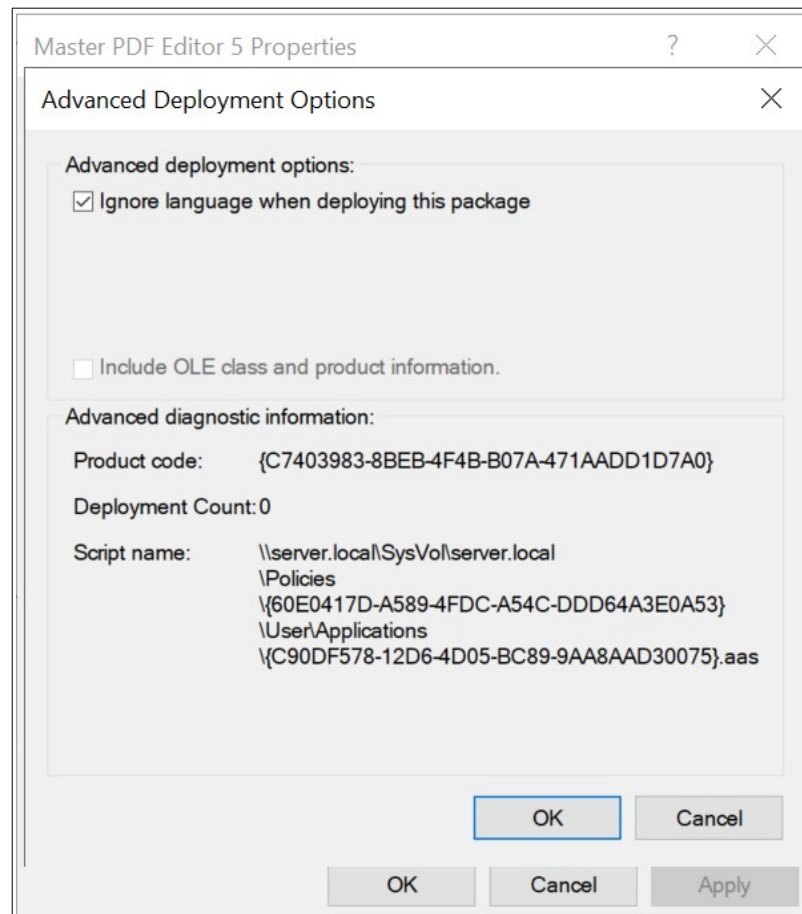 Master PDF Editor 5 Properties ?
Advanced Deployment Options
Advanced deployment options:
Ignore language when deploying this package
Include OLE class and product information.
Advanced diagnostic information:
Product code: {C7403983-8BEB-4F4B-B07A-471AADD1D7A0}
Deployment Count: 0
Script name: \\server.local\SysVol\server.local
\Policies
\{60E0417D-A589-4FDC-A54C-DDD64A3E0A53}
\User\Applications
\{C90DF578-12D6-4D05-BC89-9AA8AAD30075}.aas
OK Cancel
OK Cancel Apply